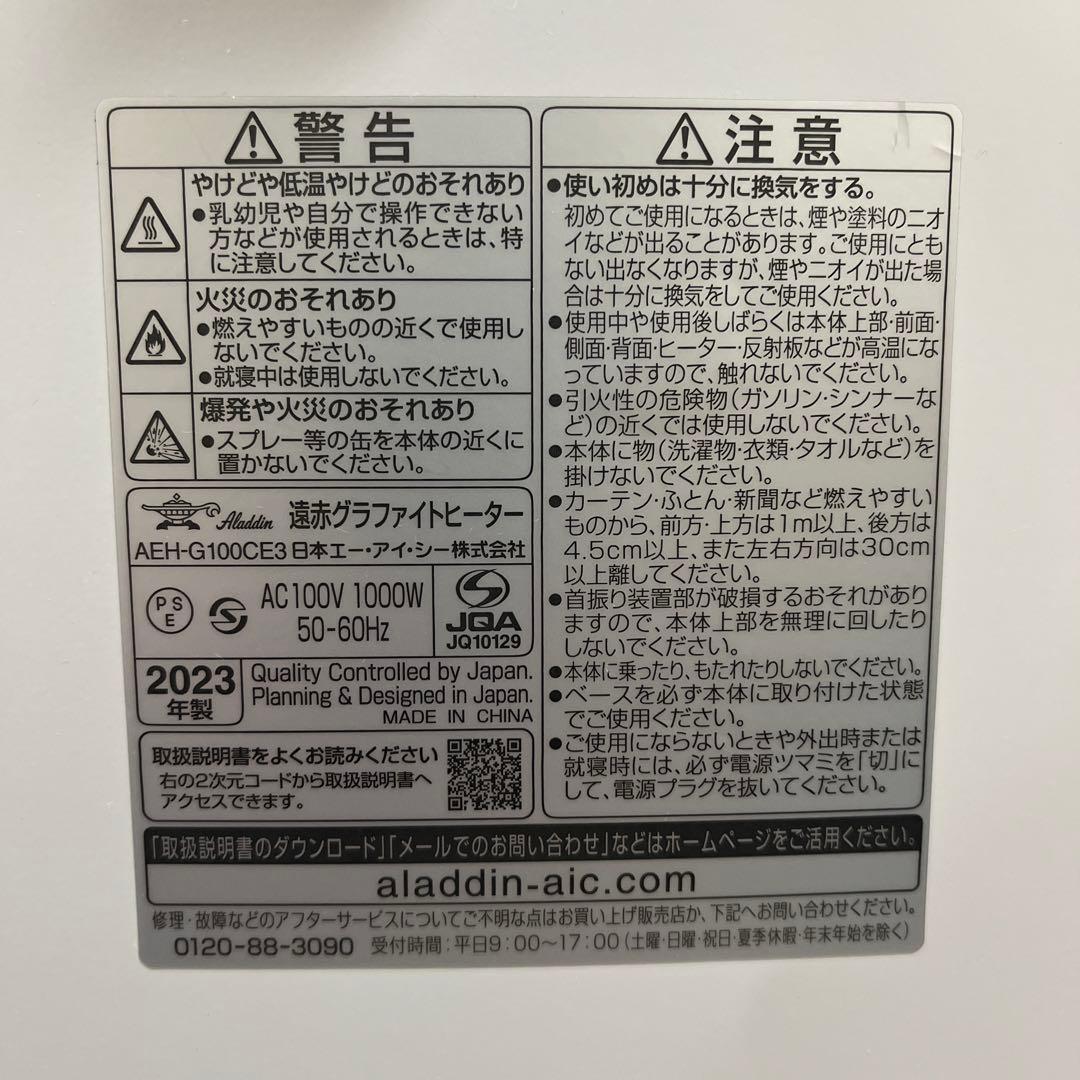 警告
やけどや低温やけどのおそれあり
●乳幼児や自分で操作できない
方などが使用されるときは、特
に注意してください。
火災のおそれあり
●燃えやすいものの近くで使用し
ないでください。
●就寝中は使用しないでください。
爆発や火災のおそれあり
●スプレー等の缶を本体の近くに
置かないでください。
Aladdin 遠赤グラファイトヒーター
AEH-G100CE3 日本エー・アイ・シー株式会社
PS
E
AC100V 1000W
50-60Hz
JQA
JQ10129
2023
年製
Quality Controlled by Japan.
Planning & Designed in Japan.
MADE IN CHINA
取扱説明書をよくお読みください
右の2次元コードから取扱説明書へ
アクセスできます。
注意
●使い初めは十分に換気をする。
初めてご使用になるときは、煙や塗料のニオ
イなどが出ることがあります。ご使用にとも
ない出なくなりますが、煙やニオイが出た場
合は十分に換気をしてご使用ください。
●使用中や使用後しばらくは本体上部・前面・
側面・背面・ヒーター・反射板などが高温にな
っていますので、触れないでください。
●引火性の危険物(ガソリン・シンナーな
ど)の近くでは使用しないでください。
●本体に物(洗濯物・衣類・タオルなど)を
掛けないでください。
●カーテン・ふとん・新聞など燃えやすい
ものから、前方・上方は1m以上、後方は
4.5cm以上、また左右方向は30cm
以上離してください。
●首振り装置部が破損するおそれがあり
ますので、本体上部を無理に回したり
しないでください。
●本体に乗ったり、もたれたりしないでください。
●ベースを必ず本体に取り付けた状態
でご使用ください。
●ご使用にならないときや外出時または
就寝時には、必ず電源ツマミを「切」に
して、電源プラグを抜いてください。
「取扱説明書のダウンロード」「メールでのお問い合わせ」などはホームページをご活用ください。
aladdin-aic.com
修理・故障などのアフターサービスについてご不明な点はお買い上げ販売店か、下記へお問い合わせください。
0120-88-3090 受付時間:平日9:00~17:00(土曜・日曜・祝日・夏季休暇・年末年始を除く)